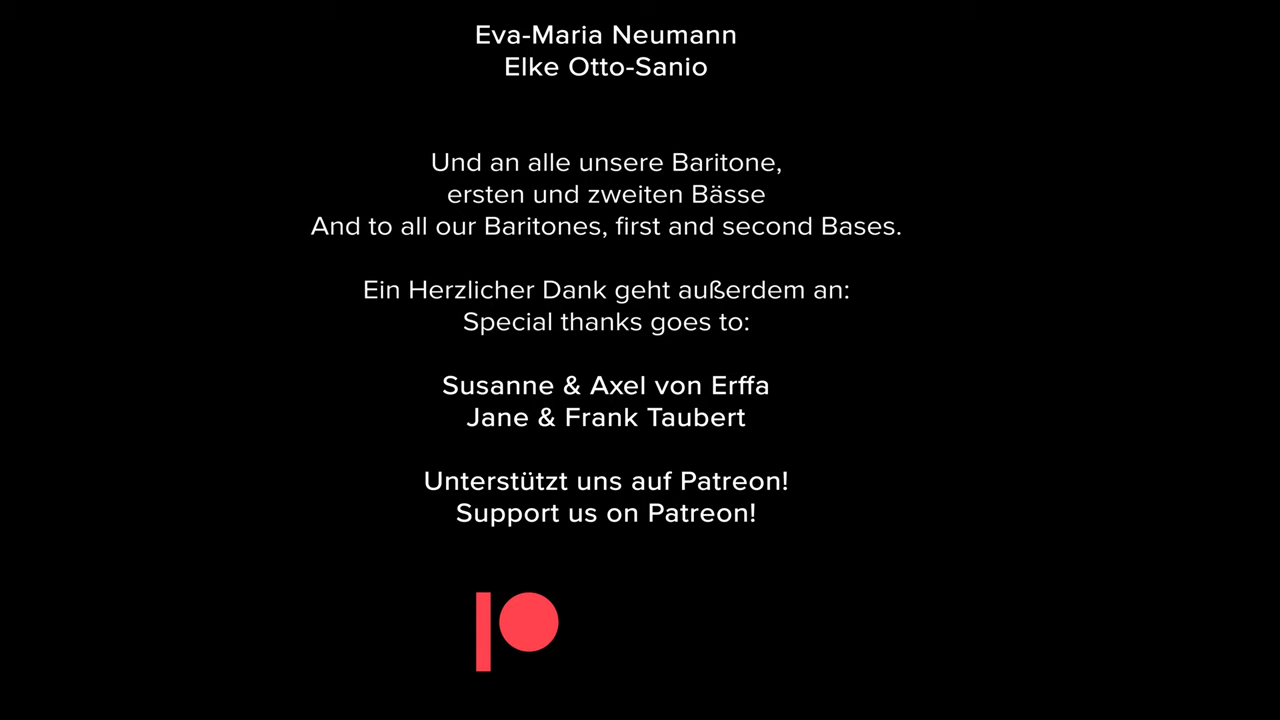 Eva-Maria Neumann
Elke Otto-Sanio
Und an alle unsere Baritone,
ersten und zweiten Bässe
And to all our Baritones, first and second Bases.
Ein Herzlicher Dank geht außerdem an:
Special thanks goes to:
Susanne & Axel von Erffa
Jane & Frank Taubert
Unterstützt uns auf Patreon!
Support us on Patreon!